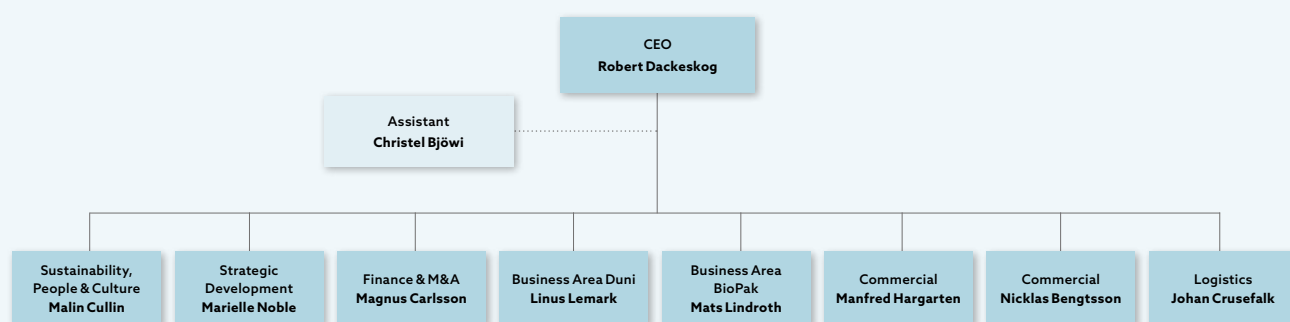 CEO
Robert Dackeskog
Assistant
Christel Bjöwi
Sustainability,
People & Culture
Malin Cullin
Strategic
Development
Marielle Noble
Finance & M&A
Magnus Carlsson
Business Area Duni
Linus Lemark
Business Area
BioPak
Mats Lindroth
Commercial
Manfred Hargarten
Commercial
Nicklas Bengtsson
Logistics
Johan Crusefalk